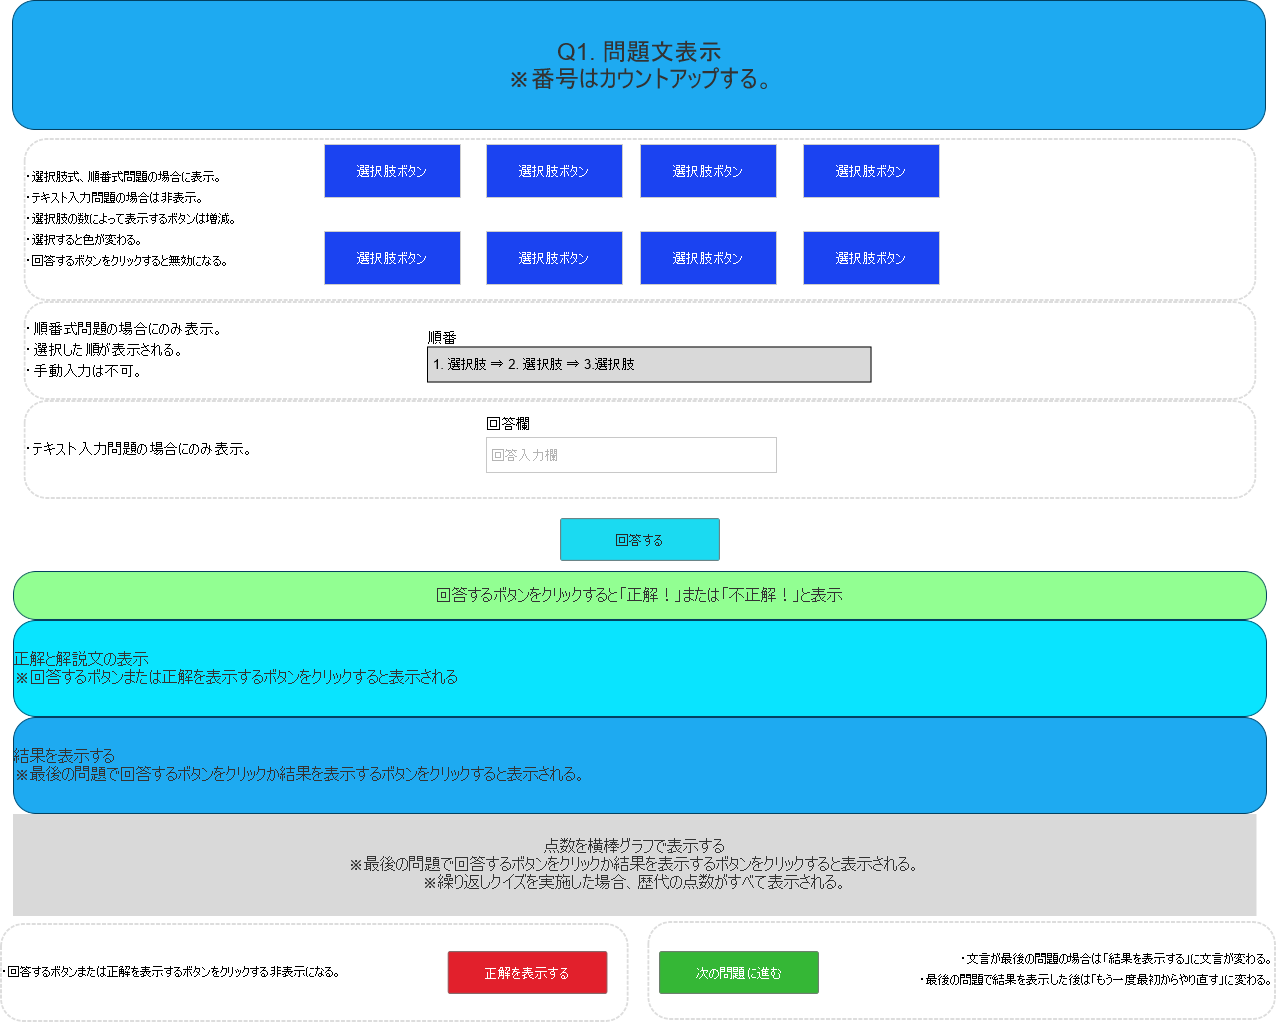 Q1. 問題文表示
※番号はカウントアップする。
・選択肢式、順番式問題の場合に表示。
・テキスト入力問題の場合は非表示。
・選択肢の数によって表示するボタンは増減。
・選択すると色が変わる。
・回答するボタンをクリックすると無効になる。
選択肢ボタン
選択肢ボタン
選択肢ボタン
選択肢ボタン
選択肢ボタン
選択肢ボタン
選択肢ボタン
選択肢ボタン
・順番式問題の場合にのみ表示。
・選択した順が表示される。
・手動入力は不可。
順番
1. 選択肢 ⇒ 2. 選択肢 ⇒ 3.選択肢
・テキスト入力問題の場合にのみ表示。
回答欄
回答入力欄
回答する
回答するボタンをクリックすると「正解！」または「不正解！」と表示
正解と解説文の表示
※回答するボタンまたは正解を表示するボタンをクリックすると表示される
結果を表示する
※最後の問題で回答するボタンをクリックか結果を表示するボタンをクリックすると表示される。
点数を横棒グラフで表示する
※最後の問題で回答するボタンをクリックか結果を表示するボタンをクリックすると表示される。
※繰り返しクイズを実施した場合、歴代の点数がすべて表示される。
・回答するボタンまたは正解を表示するボタンをクリックする非表示になる。
正解を表示する
次の問題に進む
・文言が最後の問題の場合は「結果を表示する」に文言が変わる。
・最後の問題で結果を表示した後は「もう一度最初からやり直す」に変わる。